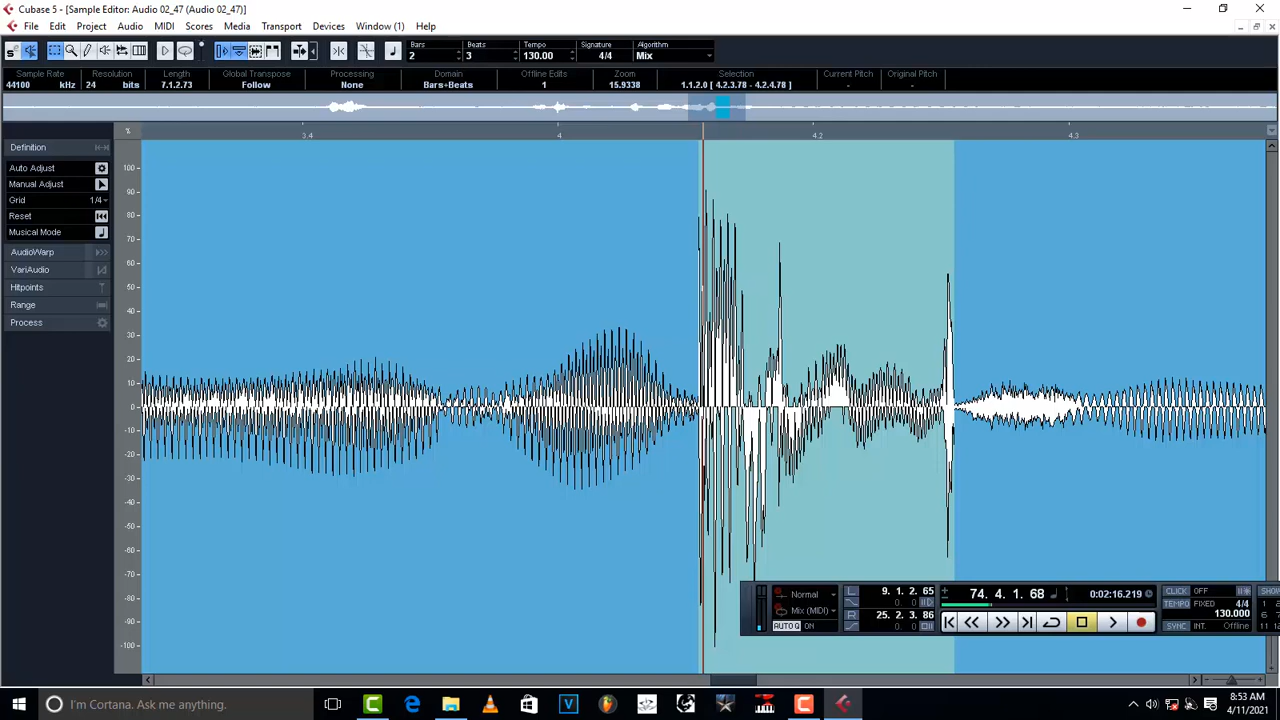 Cubase 5 - [Sample Editor: Audio 02_47 (Audio 02_47)]
File Edit Project Audio MIDI Scores Media Transport Devices Window (1) Help
Bars Beats Tempo Signature Algorithm
2 3 130.00 4/4 Mix
Sample Rate Resolution Length Global Transpose Processing Domain Offline Edits Zoom Selection Current Pitch Original Pitch
44100 kHz 24 bits 7.1.2.73 Follow None Bars+Beats 1 15.9338 1.1.2.0 [ 4.2.3.78 - 4.2.4.78 ] - -
% 3.4 4 4.2 4.3
Definition
Auto Adjust
Manual Adjust
Grid 1/4
Reset
Musical Mode
AudioWarp
VariAudio
Hitpoints
Range
Process
100
90
80
70
60
50
40
30
20
10
0
-10
-20
-30
-40
-50
-60
-70
-80
-90
-100
Normal L 9. 1. 2. 65 74. 4. 1. 68 0:02:16.219 CLICK OFF SHO
0. 0 TEMPO FIXED 4/4
Mix (MIDI) R 25. 2. 3. 86 130.000
AUTO Q ON 0. 0 SYNC INT. Offline
I'm Cortana. Ask me anything.
8:53 AM
4/11/2021